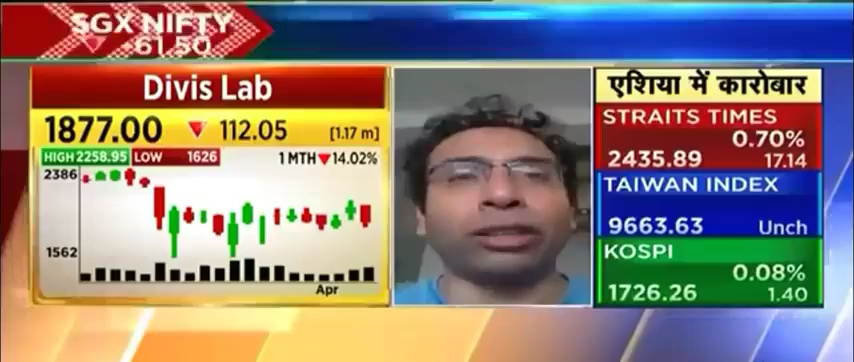 SGX NIFTY
-61.50
Divis Lab
1877.00 112.05 [1.17 m]
HIGH 2258.95 LOW 1626 1 MTH 14.02%
2386
1562
Apr
एशिया में कारोबार
STRAITS TIMES
0.70%
2435.89 17.14
TAIWAN INDEX
9663.63 Unch
KOSPI
0.08%
1726.26 1.40